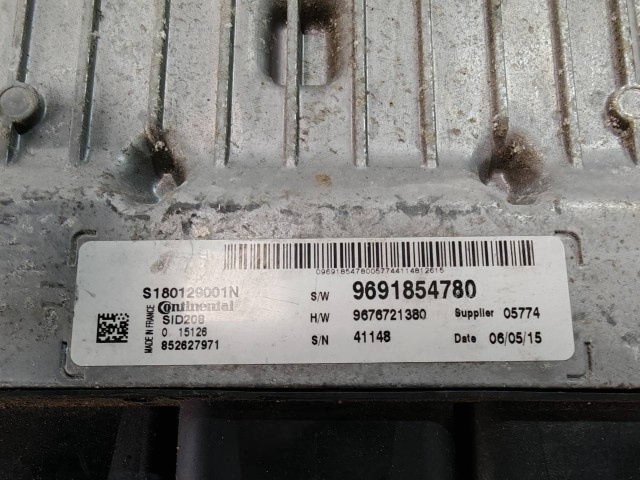 09691854780057744114812615
S180129001N
S/W 9691854780
Continental
MADE IN FRANCE
SID208
H/W 9676721380 Supplier 05774
0 15126
S/N 41148 Date 06/05/15
852627971